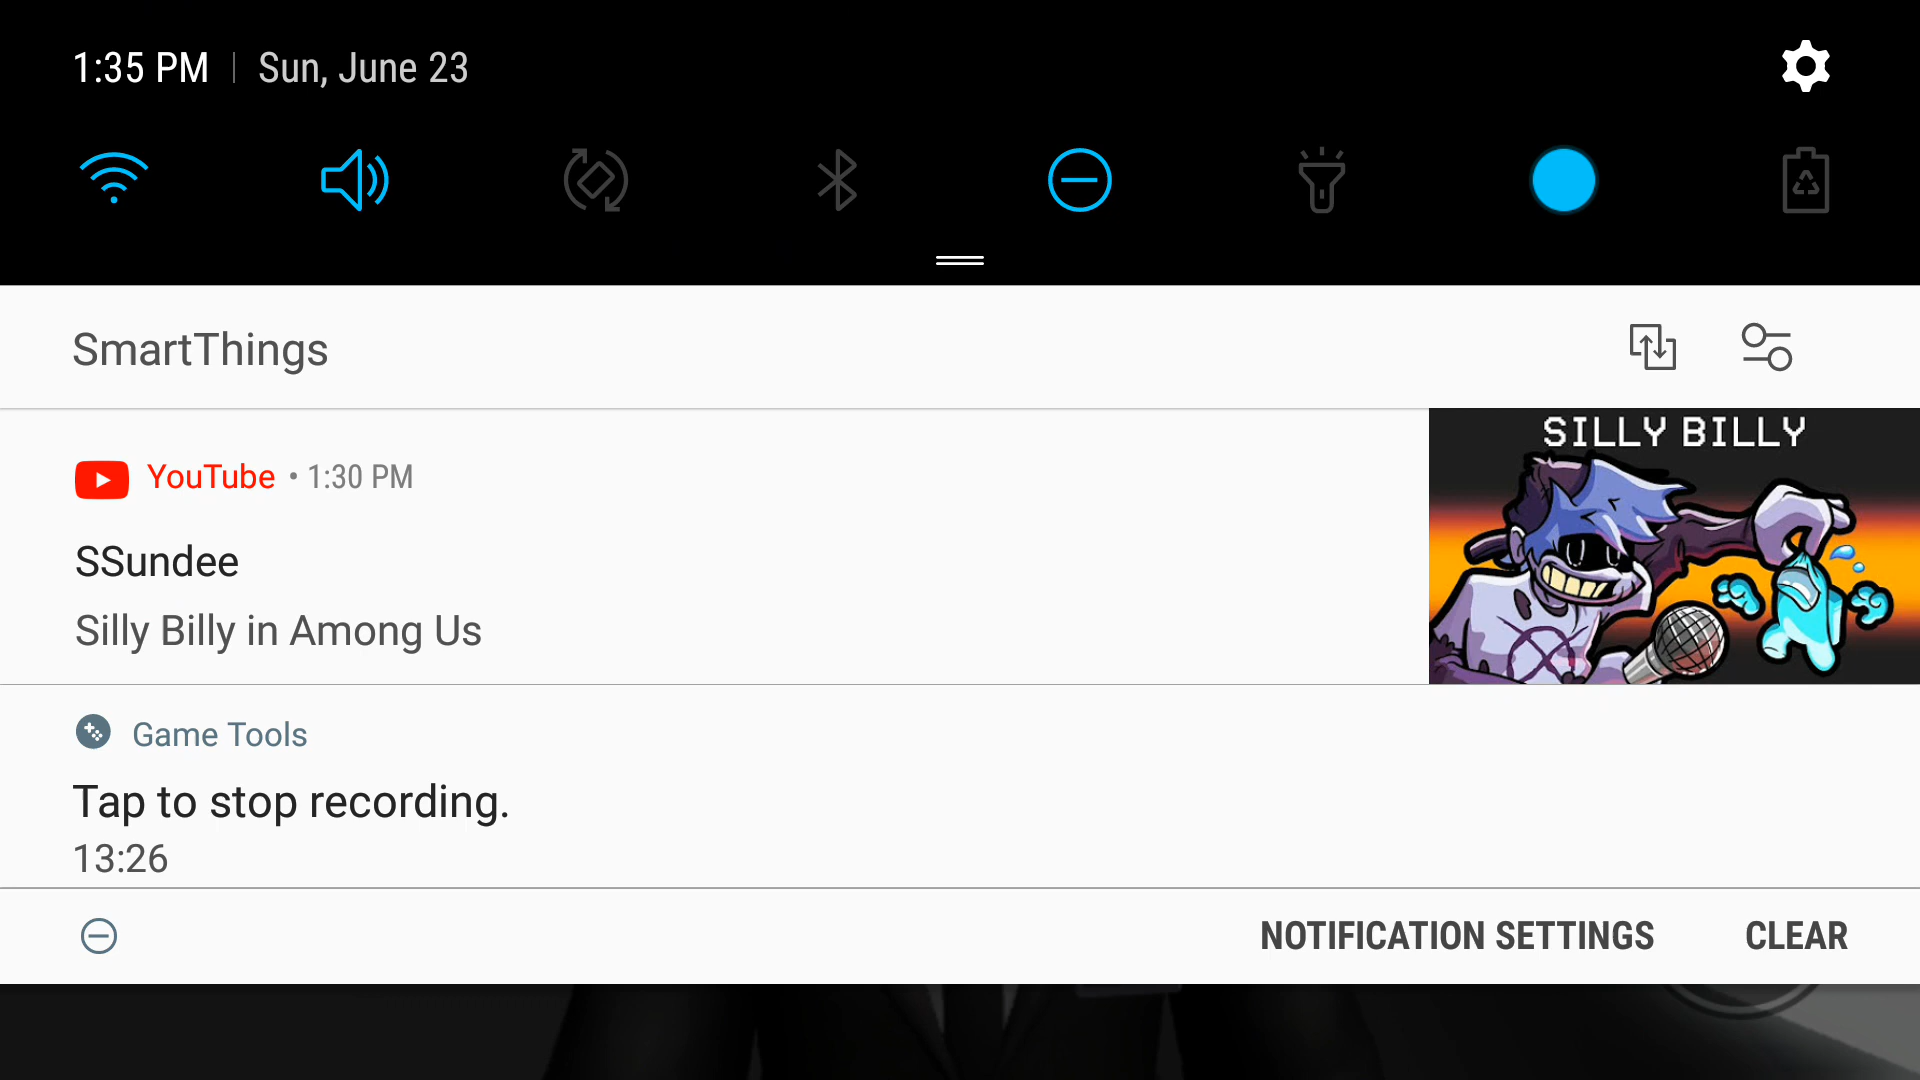 1:35 PM | Sun, June 23
SmartThings
YouTube • 1:30 PM
SSundee
Silly Billy in Among Us
SILLY BILLY
Game Tools
Tap to stop recording.
13:26
NOTIFICATION SETTINGS CLEAR